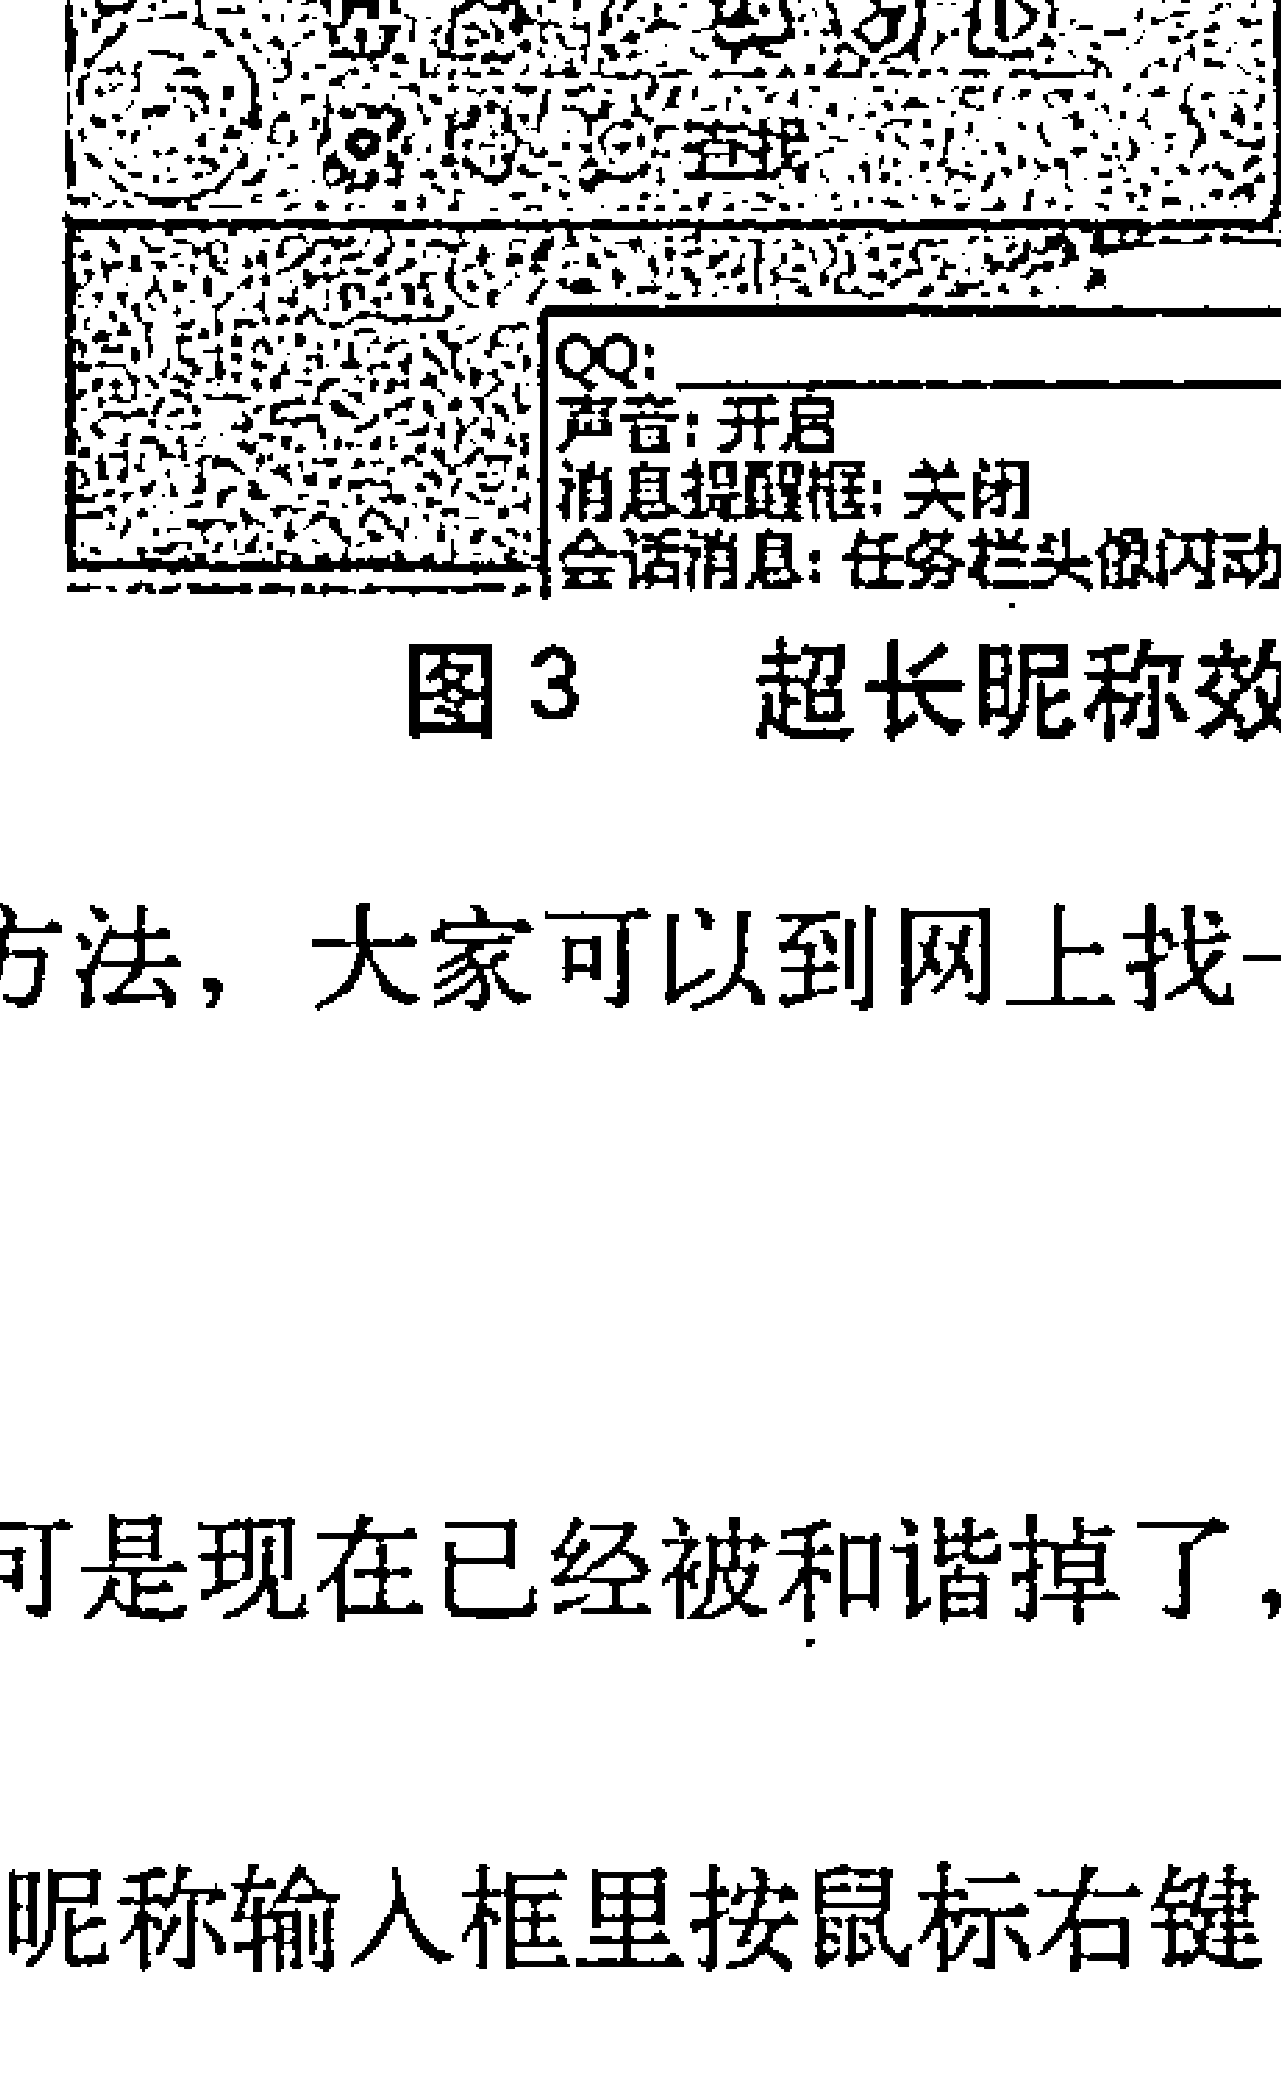 查找
QQ:
声音: 开启
消息提醒框: 关闭
会话消息: 任务栏头像闪动
图 3 超长昵称效
方法，大家可以到网上找一
可是现在已经被和谐掉了，
昵称输入框里按鼠标右键